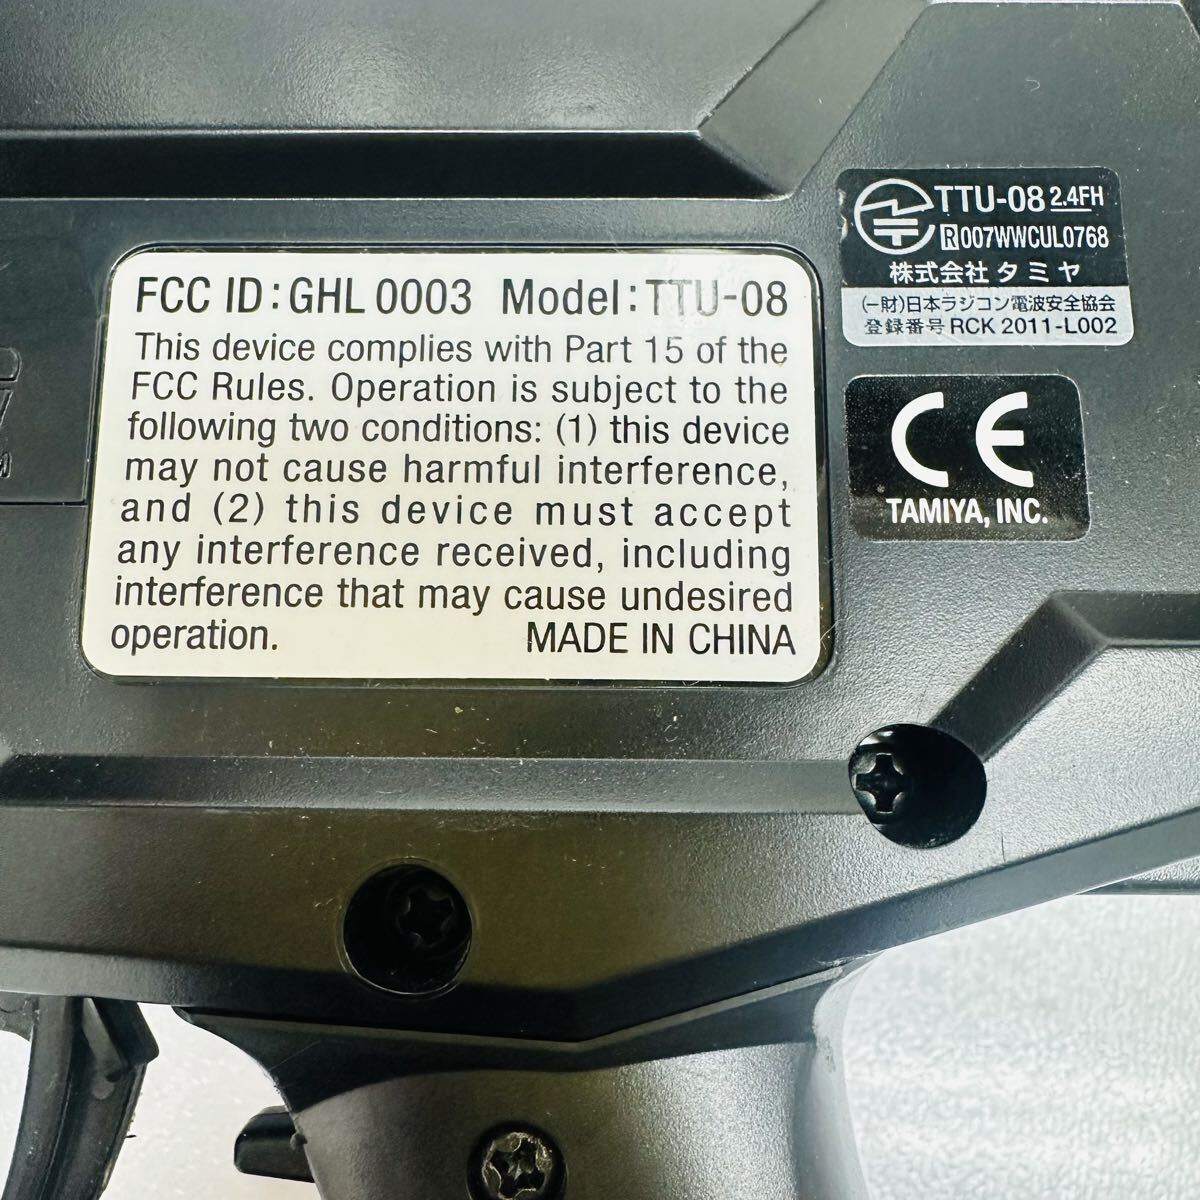 FCC ID: GHL 0003 Model: TTU-08
This device complies with Part 15 of the
FCC Rules. Operation is subject to the
following two conditions: (1) this device
may not cause harmful interference,
and (2) this device must accept
any interference received, including
interference that may cause undesired
operation. MADE IN CHINA
TTU-08 2.4FH
R 007WWCUL0768
株式会社 タミヤ
(一財)日本ラジコン電波安全協会
登録番号 RCK 2011-L002
CE
TAMIYA, INC.